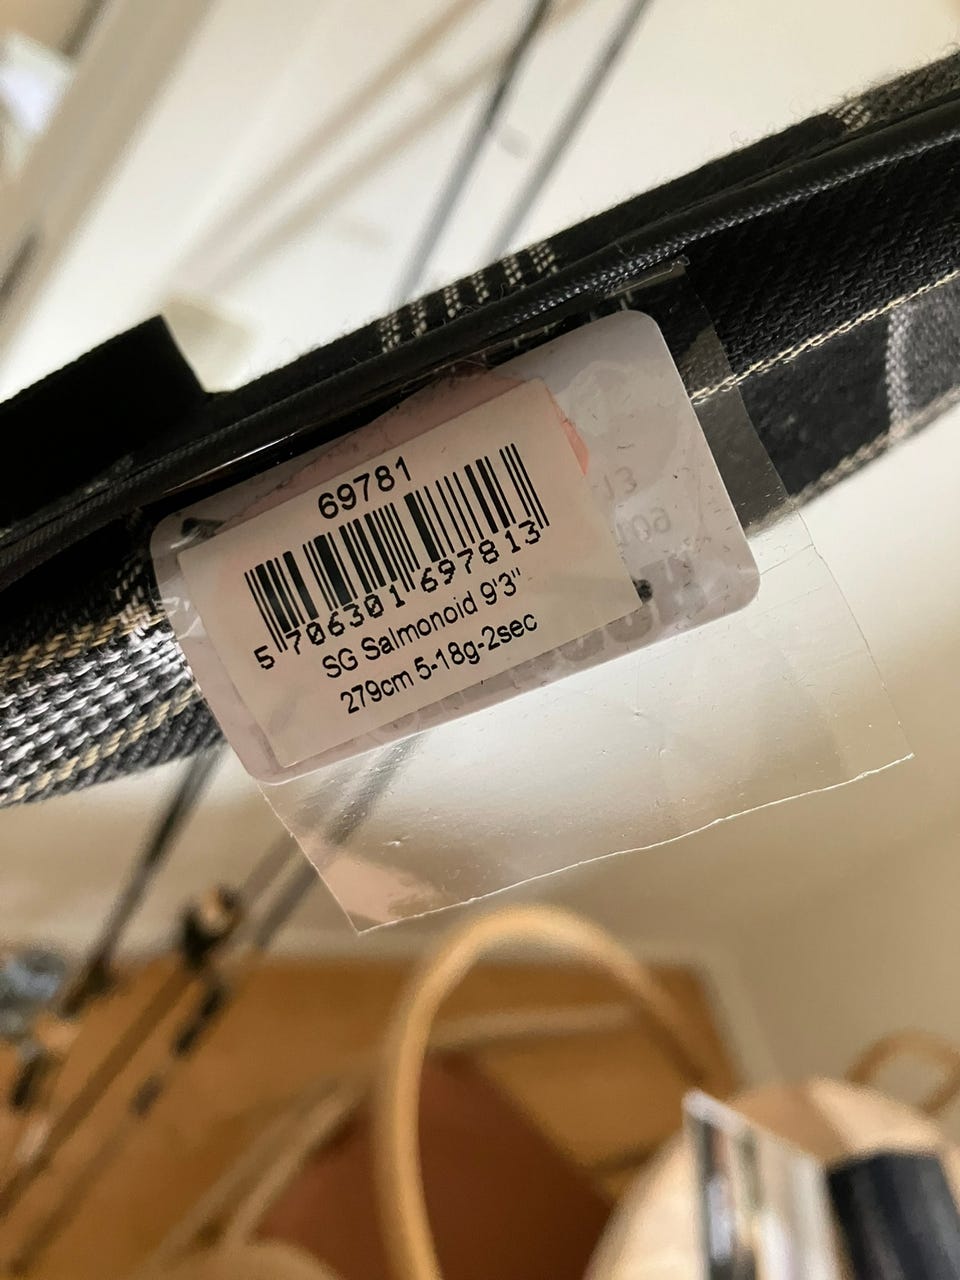 69781
5 706301 697813
SG Salmonoid 9'3"
279cm 5-18g-2sec